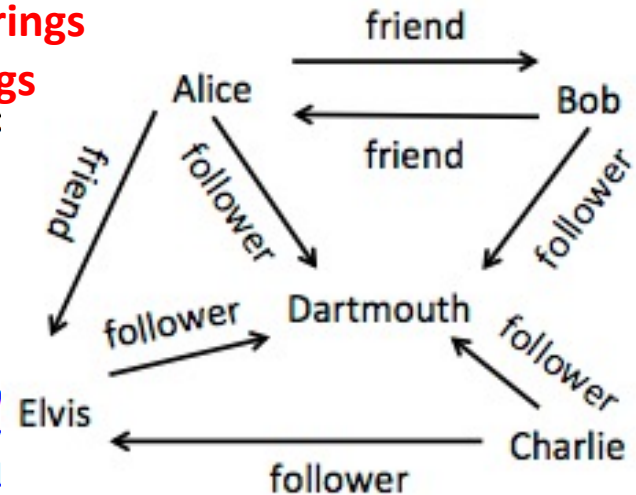 rings
gs
:
friend
Alice
Bob
friend
friend
follower
follower
follower
Dartmouth
follower
Elvis
Charlie
follower